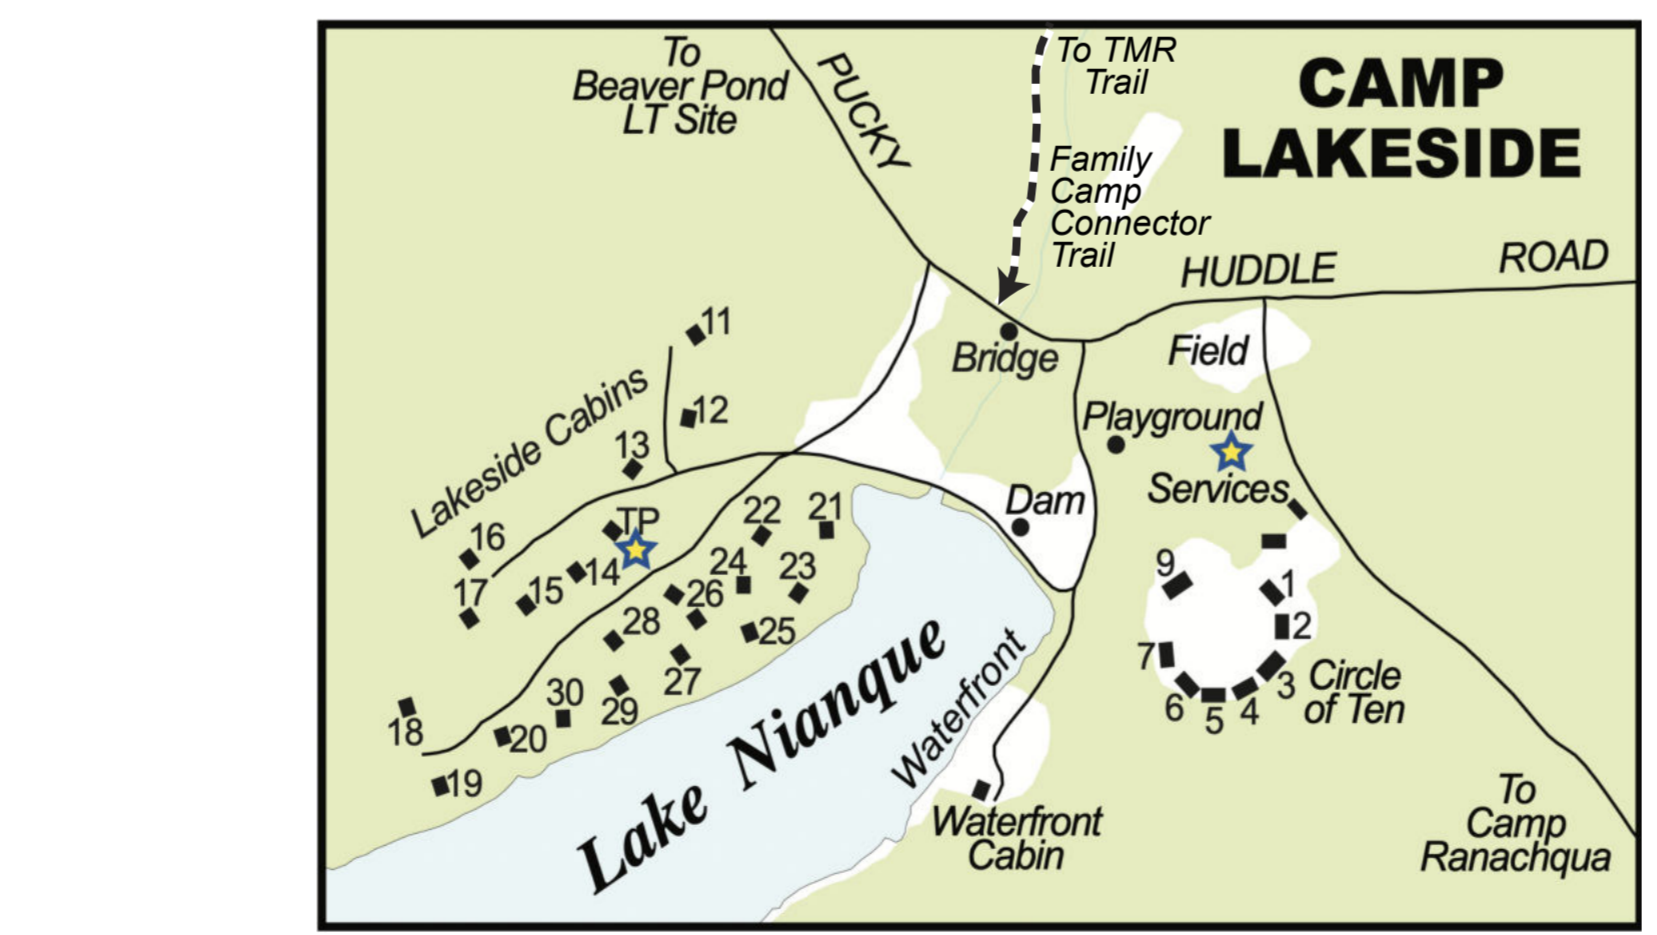 To
Beaver Pond
LT Site
PUCKY
To TMR
Trail
CAMP
LAKESIDE
Family
Camp
Connector
Trail
HUDDLE
ROAD
11
Bridge
Field
Lakeside Cabins
12
Playground
13
Services
16
TP
22
21
Dam
17
15
14
24
23
9
1
26
28
25
2
27
7
3
Circle
of Ten
30
29
6
5
4
18
20
19
Lake Nianque
Waterfront
Waterfront
Cabin
To
Camp
Ranachqua